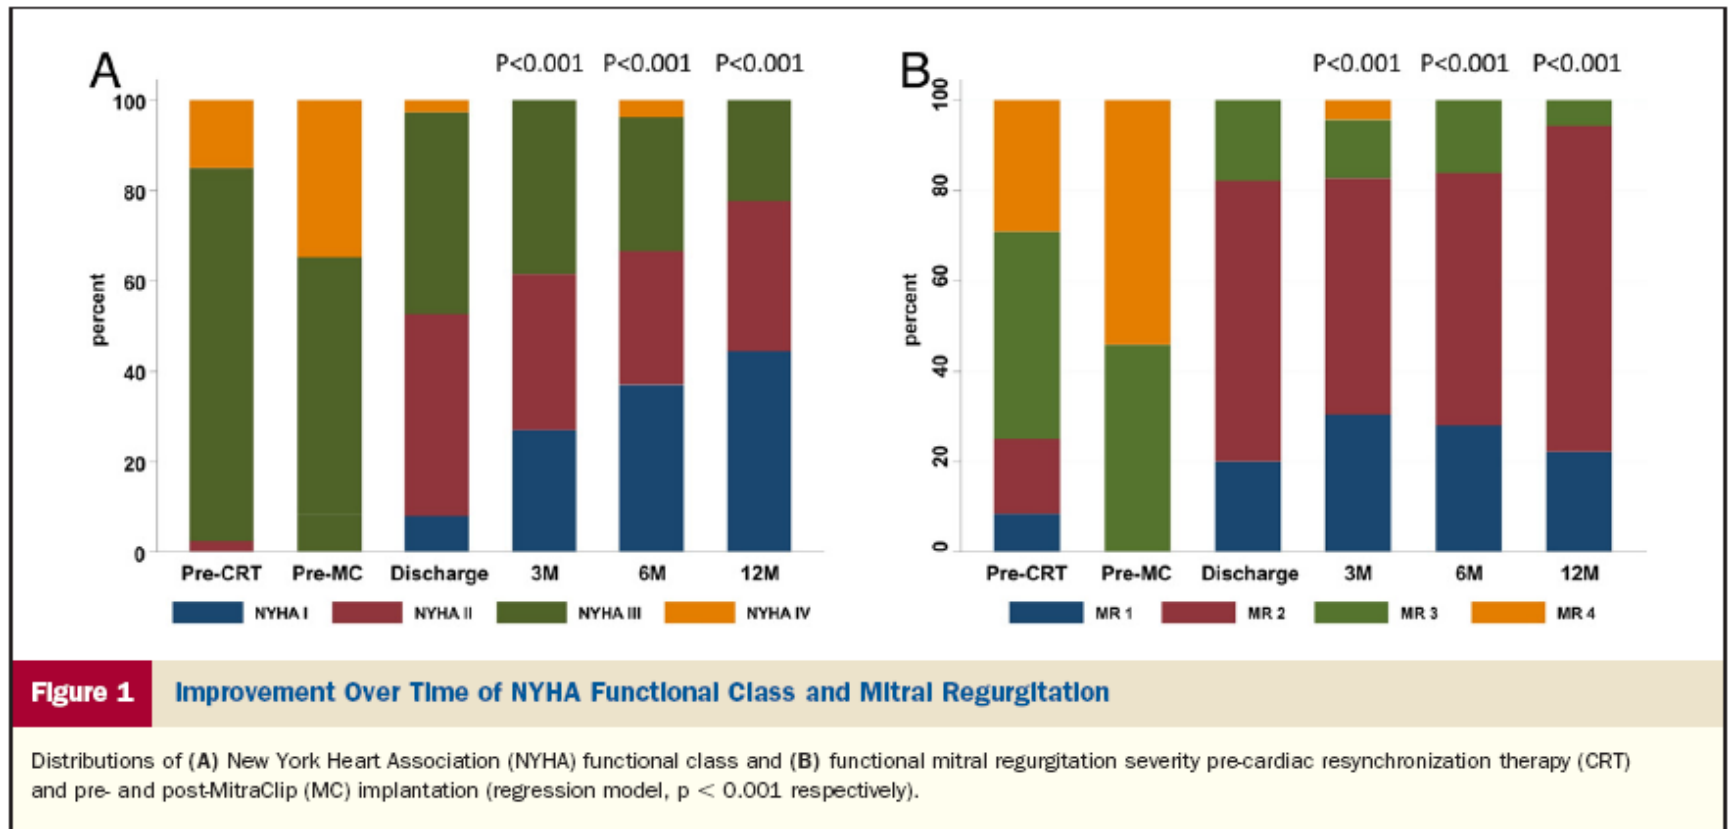 A
P<0.001 P<0.001 P<0.001
100
80
60
40
20
0
percent
Pre-CRT Pre-MC Discharge 3M 6M 12M
NYHA I NYHA II NYHA III NYHA IV
B
P<0.001 P<0.001 P<0.001
100
80
60
40
20
0
percent
Pre-CRT Pre-MC Discharge 3M 6M 12M
MR 1 MR 2 MR 3 MR 4
Figure 1 Improvement Over Time of NYHA Functional Class and Mitral Regurgitation
Distributions of (A) New York Heart Association (NYHA) functional class and (B) functional mitral regurgitation severity pre-cardiac resynchronization therapy (CRT)
and pre- and post-MitraClip (MC) implantation (regression model, p < 0.001 respectively).